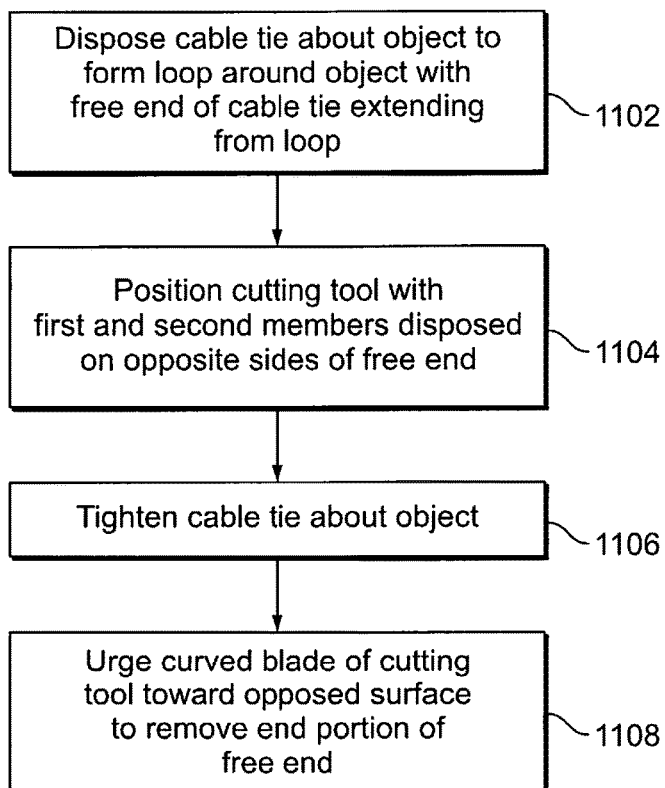 Dispose cable tie about object to
form loop around object with
free end of cable tie extending
from loop
1102
Position cutting tool with
first and second members disposed
on opposite sides of free end
1104
Tighten cable tie about object
1106
Urge curved blade of cutting
tool toward opposed surface
to remove end portion of
free end
1108